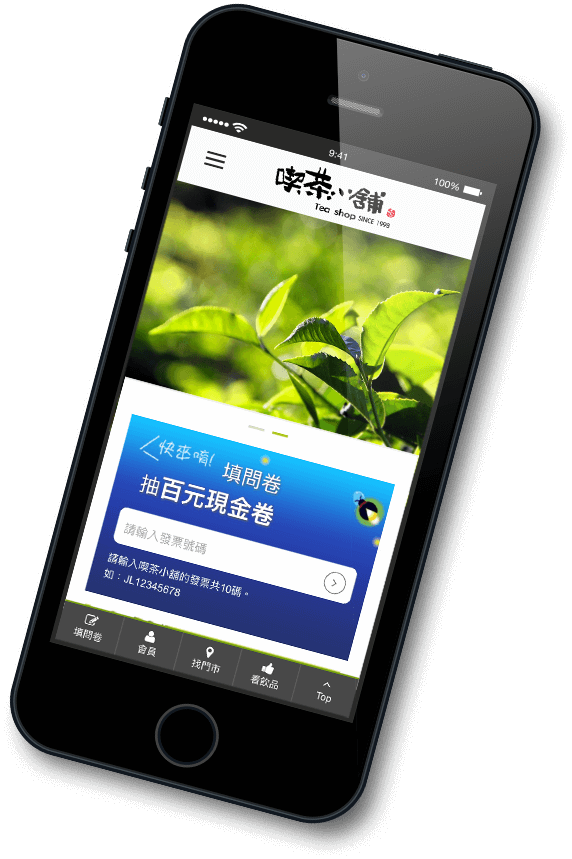 9:41
100%
喫茶小舖
Tea shop SINCE 1998
快來唷!
填問卷
抽百元現金卷
請輸入發票號碼
請輸入喫茶小舖的發票共10碼。
如:JL12345678
填問卷
會員
找門市
看飲品
Top